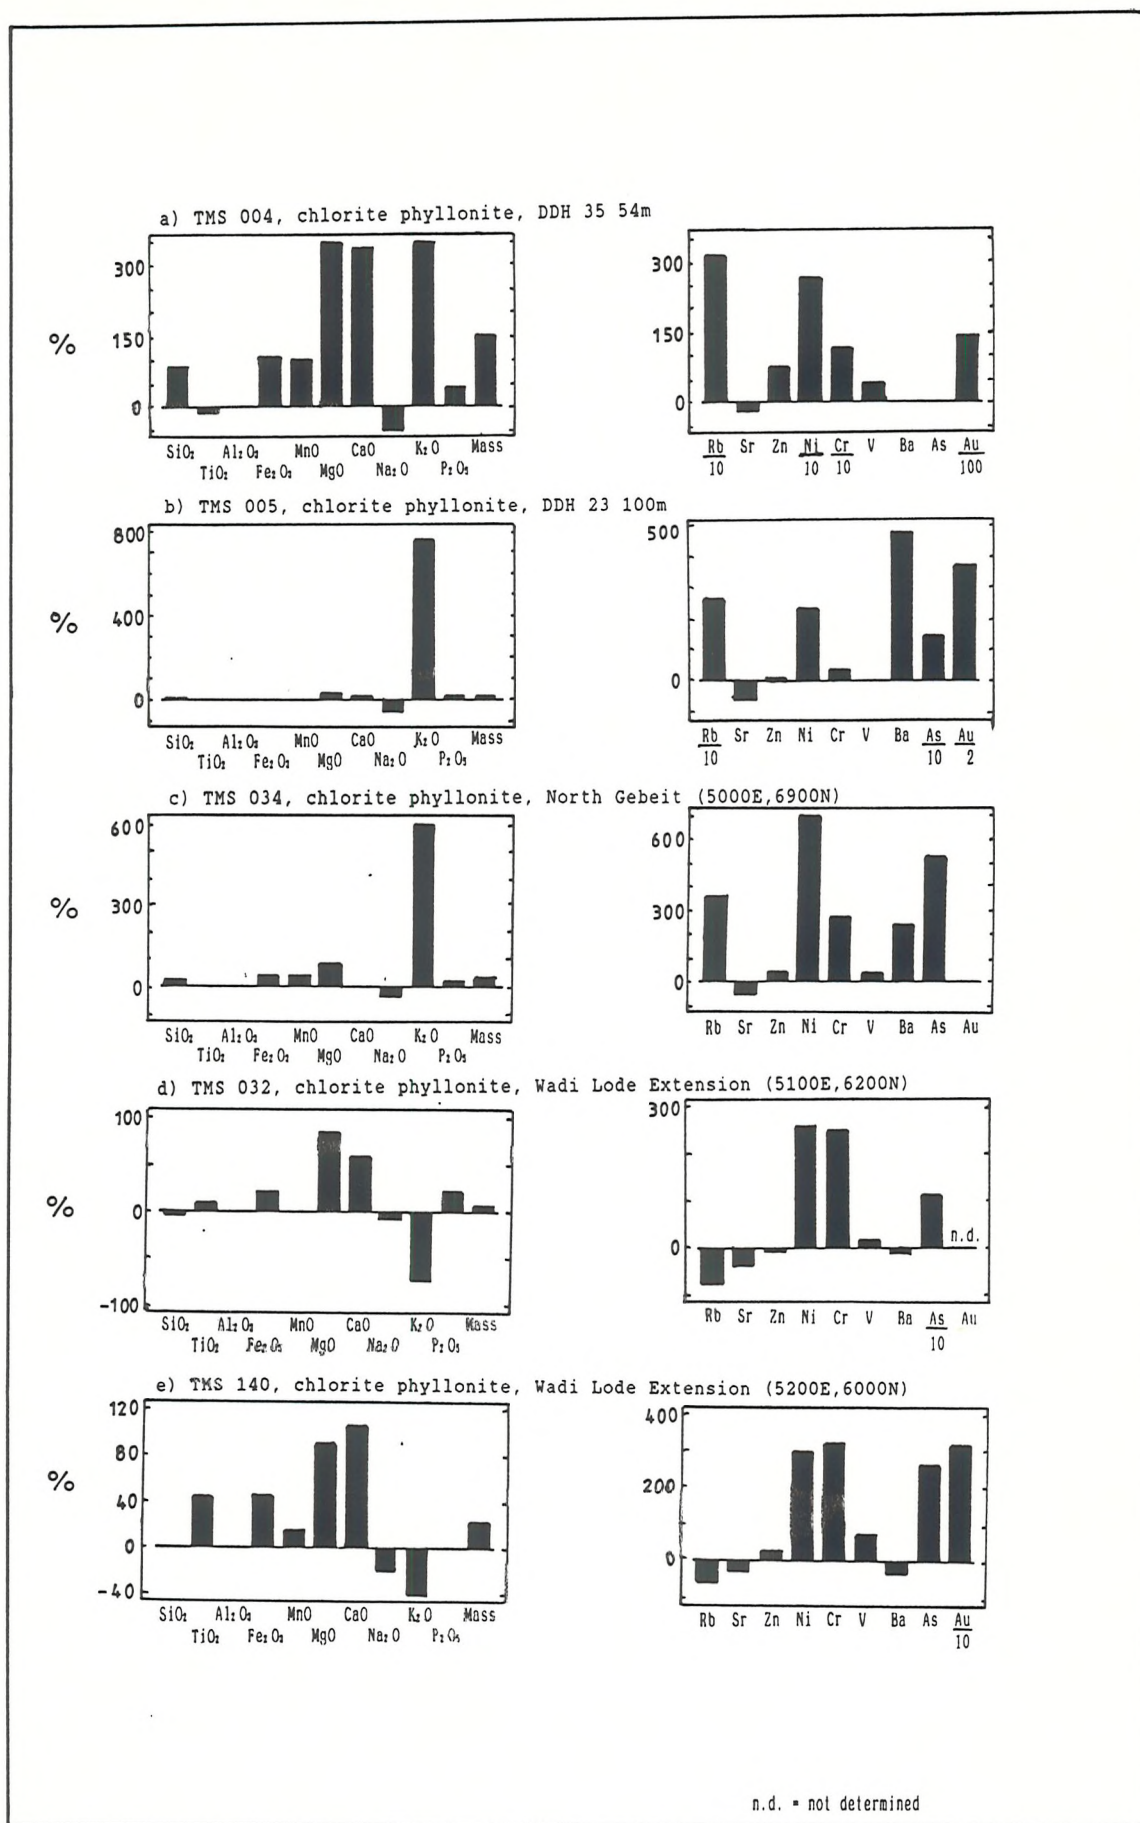 a) TMS 004, chlorite phyllonite, DDH 35 54m
300
150
0
%
SiO₂ Al₂O₃ MnO CaO K₂O Mass
TiO₂ Fe₂O₃ MgO Na₂O P₂O₅
300
150
0
Rb/10 Sr Zn Ni/10 Cr/10 V Ba As Au/100
b) TMS 005, chlorite phyllonite, DDH 23 100m
800
400
0
%
SiO₂ Al₂O₃ MnO CaO K₂O Mass
TiO₂ Fe₂O₃ MgO Na₂O P₂O₅
500
0
Rb/10 Sr Zn Ni Cr V Ba As/10 Au/2
c) TMS 034, chlorite phyllonite, North Gebeit (5000E,6900N)
600
300
0
%
SiO₂ Al₂O₃ MnO CaO K₂O Mass
TiO₂ Fe₂O₃ MgO Na₂O P₂O₅
600
300
0
Rb Sr Zn Ni Cr V Ba As Au
d) TMS 032, chlorite phyllonite, Wadi Lode Extension (5100E,6200N)
100
0
-100
%
SiO₂ Al₂O₃ MnO CaO K₂O Mass
TiO₂ Fe₂O₃ MgO Na₂O P₂O₅
300
0
n.d.
Rb Sr Zn Ni Cr V Ba As/10 Au
e) TMS 140, chlorite phyllonite, Wadi Lode Extension (5200E,6000N)
120
80
40
0
-40
%
SiO₂ Al₂O₃ MnO CaO K₂O Mass
TiO₂ Fe₂O₃ MgO Na₂O P₂O₅
400
200
0
Rb Sr Zn Ni Cr V Ba As Au/10
n.d. = not determined